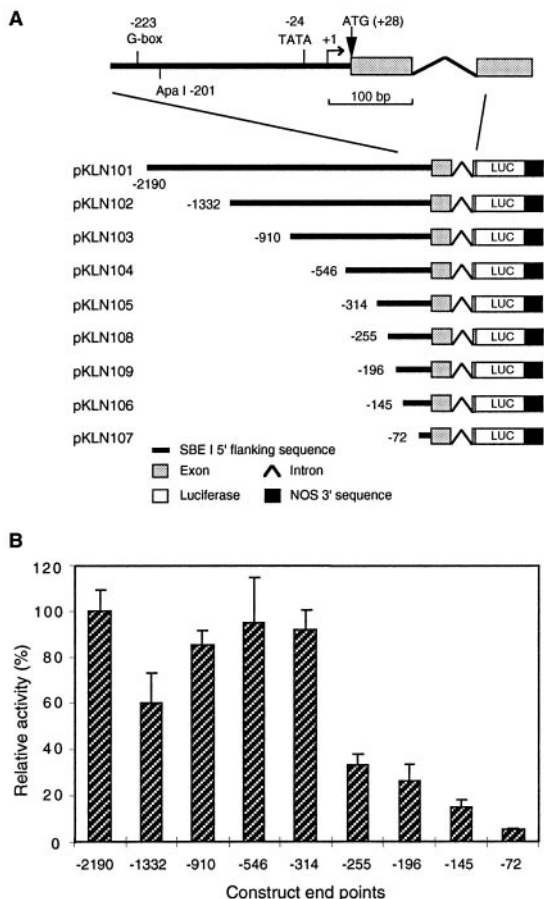 A
-223
G-box
-24
TATA
+1
ATG (+28)
Apa I -201
100 bp
pKLN101
-2190
LUC
pKLN102
-1332
LUC
pKLN103
-910
LUC
pKLN104
-546
LUC
pKLN105
-314
LUC
pKLN108
-255
LUC
pKLN109
-196
LUC
pKLN106
-145
LUC
pKLN107
-72
LUC
SBE I 5' flanking sequence
Exon
Intron
Luciferase
NOS 3' sequence
B
Relative activity (%)
120
100
80
60
40
20
0
-2190 -1332 -910 -546 -314 -255 -196 -145 -72
Construct end points